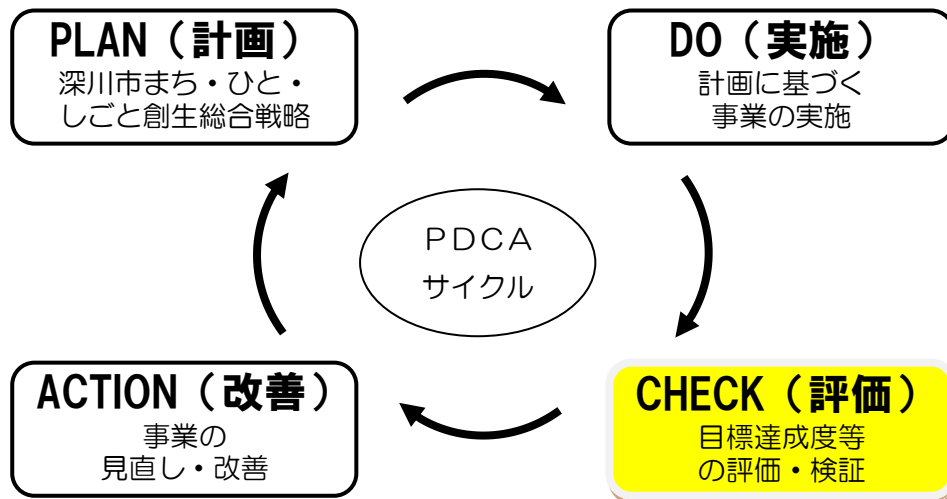 PLAN（計画）
深川市まち・ひと・
しごと創生総合戦略
DO（実施）
計画に基づく
事業の実施
PDCA
サイクル
ACTION（改善）
事業の
見直し・改善
CHECK（評価）
目標達成度等
の評価・検証